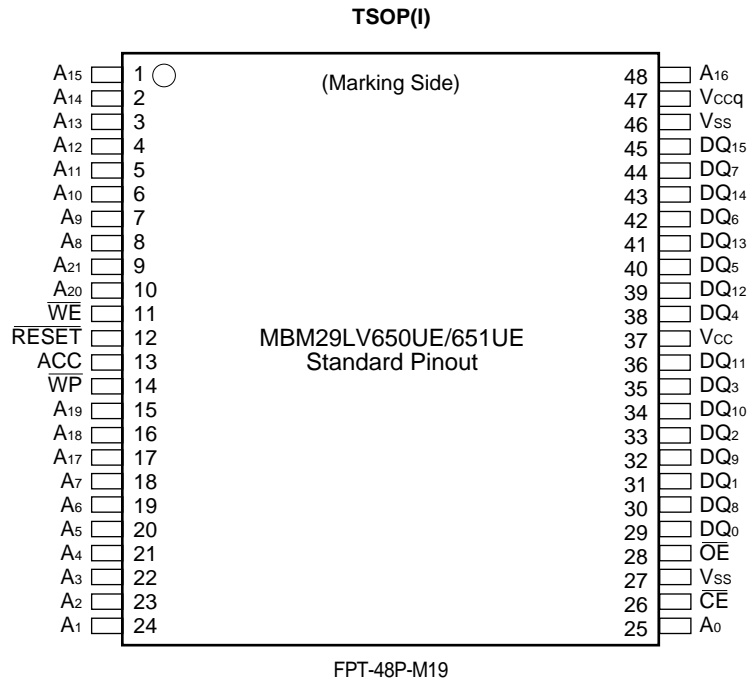 TSOP(I)
(Marking Side)
A15 1 48 A16
A14 2 47 VCCq
A13 3 46 VSS
A12 4 45 DQ15
A11 5 44 DQ7
A10 6 43 DQ14
A9 7 42 DQ6
A8 8 41 DQ13
A21 9 40 DQ5
A20 10 39 DQ12
W̅E̅ 11 38 DQ4
R̅E̅S̅E̅T̅ 12 MBM29LV650UE/651UE 37 VCC
ACC 13 Standard Pinout 36 DQ11
W̅P̅ 14 35 DQ3
A19 15 34 DQ10
A18 16 33 DQ2
A17 17 32 DQ9
A7 18 31 DQ1
A6 19 30 DQ8
A5 20 29 DQ0
A4 21 28 O̅E̅
A3 22 27 VSS
A2 23 26 C̅E̅
A1 24 25 A0
FPT-48P-M19